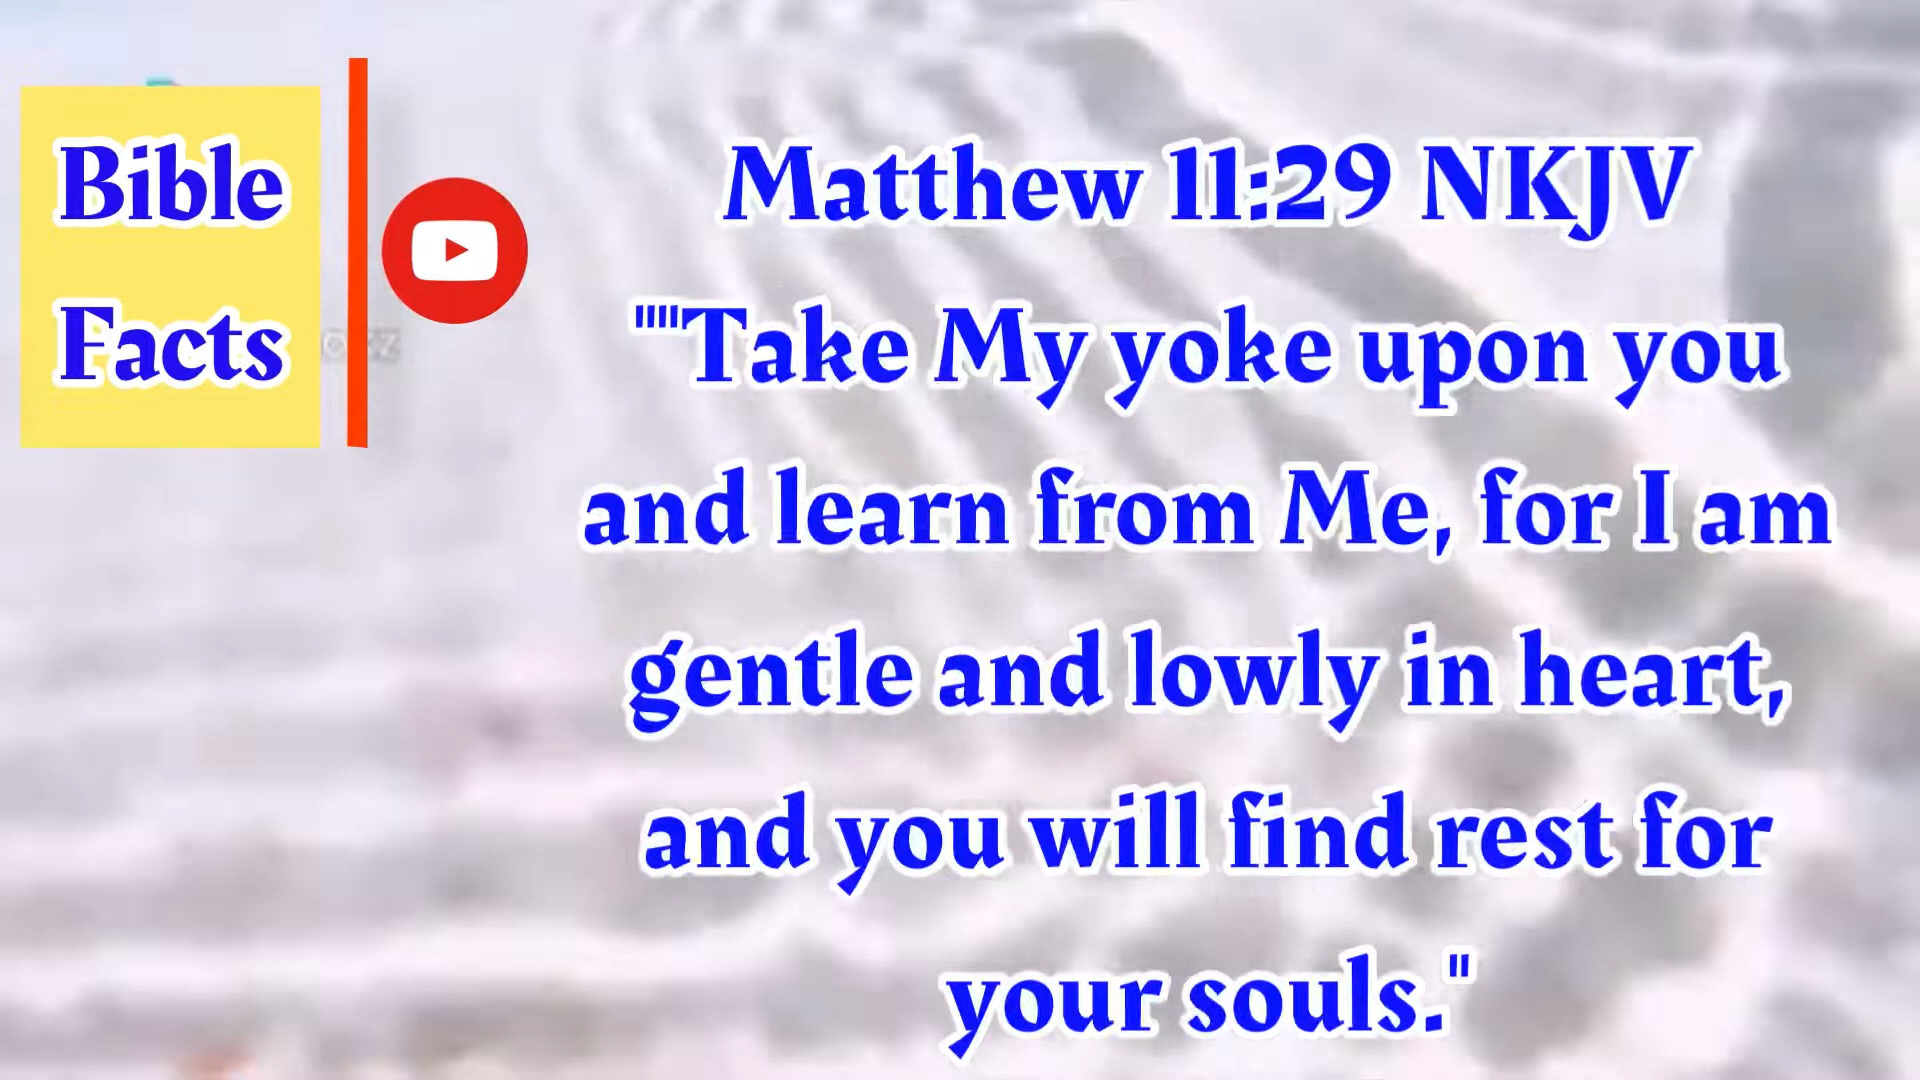 Bible
Facts
Matthew 11:29 NKJV
""Take My yoke upon you
and learn from Me, for I am
gentle and lowly in heart,
and you will find rest for
your souls."